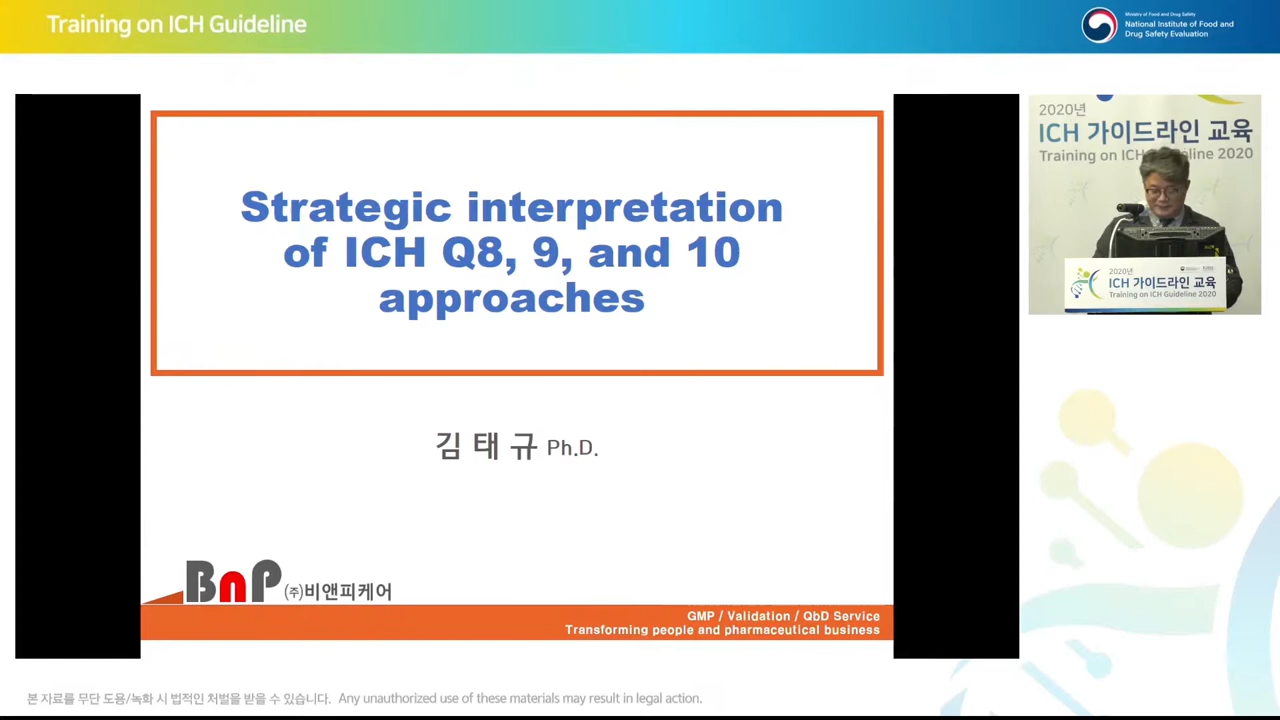 Training on ICH Guideline
Ministry of Food and Drug Safety
National Institute of Food and
Drug Safety Evaluation
Strategic interpretation
of ICH Q8, 9, and 10
approaches
김 태 규 Ph.D.
BnP (주)비앤피케어
GMP / Validation / QbD Service
Transforming people and pharmaceutical business
2020년
ICH 가이드라인 교육
Training on ICH Guideline 2020
2020년
ICH 가이드라인 교육
Training on ICH Guideline 2020
본 자료를 무단 도용/녹화 시 법적인 처벌을 받을 수 있습니다. Any unauthorized use of these materials may result in legal action.